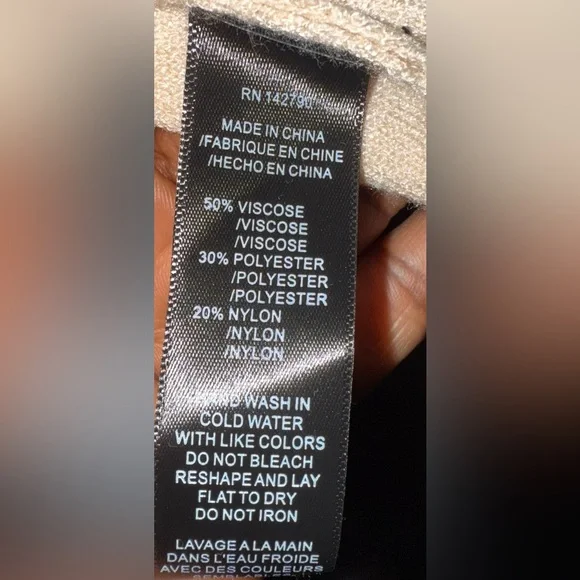 RN 142790
MADE IN CHINA
/FABRIQUE EN CHINE
/HECHO EN CHINA
50% VISCOSE
/VISCOSE
/VISCOSE
30% POLYESTER
/POLYESTER
/POLYESTER
20% NYLON
/NYLON
/NYLON
HAND WASH IN
COLD WATER
WITH LIKE COLORS
DO NOT BLEACH
RESHAPE AND LAY
FLAT TO DRY
DO NOT IRON
LAVAGE A LA MAIN
DANS L'EAU FROIDE
AVEC DES COULEURS